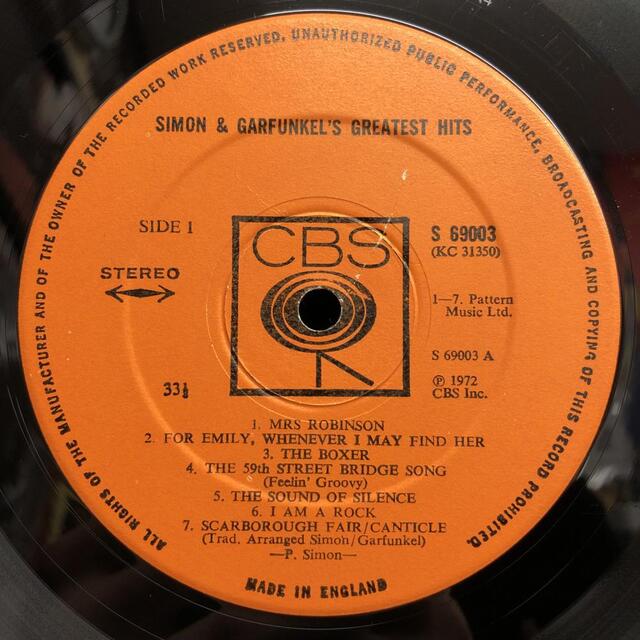 ALL RIGHTS OF THE MANUFACTURER AND OF THE OWNER OF THE RECORDED WORK RESERVED. UNAUTHORIZED PUBLIC PERFORMANCE, BROADCASTING AND COPYING OF THIS RECORD PROHIBITED.
SIMON & GARFUNKEL'S GREATEST HITS
SIDE 1
CBS
S 69003
(KC 31350)
STEREO
1—7. Pattern
Music Ltd.
S 69003 A
33⅓
℗ 1972
CBS Inc.
1. MRS ROBINSON
2. FOR EMILY, WHENEVER I MAY FIND HER
3. THE BOXER
4. THE 59th STREET BRIDGE SONG
(Feelin' Groovy)
5. THE SOUND OF SILENCE
6. I AM A ROCK
7. SCARBOROUGH FAIR/CANTICLE
(Trad. Arranged Simon/Garfunkel)
—P. Simon—
MADE IN ENGLAND